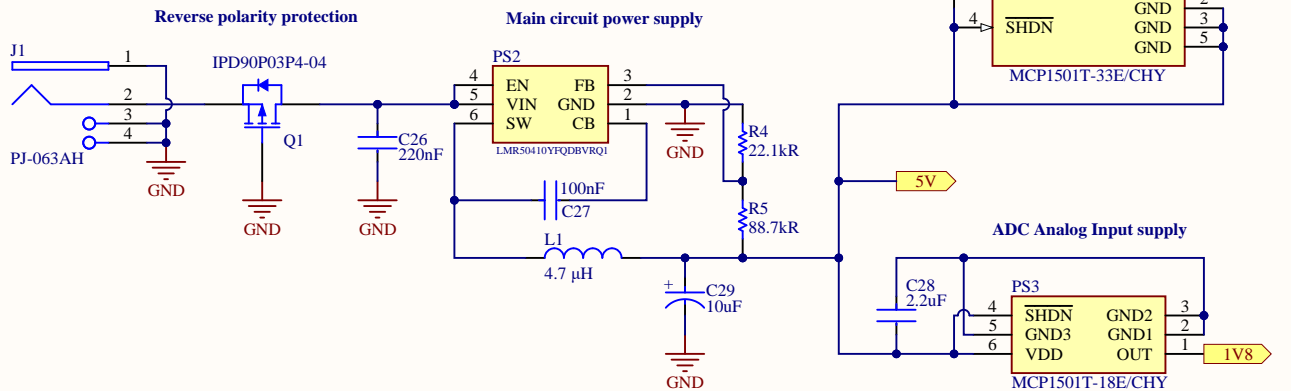 Reverse polarity protection
Main circuit power supply
J1
1
2
3
4
PJ-063AH
GND
IPD90P03P4-04
Q1
GND
C26
220nF
GND
PS2
4 EN FB 3
5 VIN GND 2
6 SW CB 1
LMR50410YFQDBVRQ1
GND
R4
22.1kR
100nF
C27
R5
88.7kR
L1
4.7 µH
+
C29
10uF
GND
GND 2
4 SHDN GND 3
GND 5
MCP1501T-33E/CHY
5V
ADC Analog Input supply
C28
2.2uF
PS3
4 SHDN GND2 3
5 GND3 GND1 2
6 VDD OUT 1
1V8
MCP1501T-18E/CHY